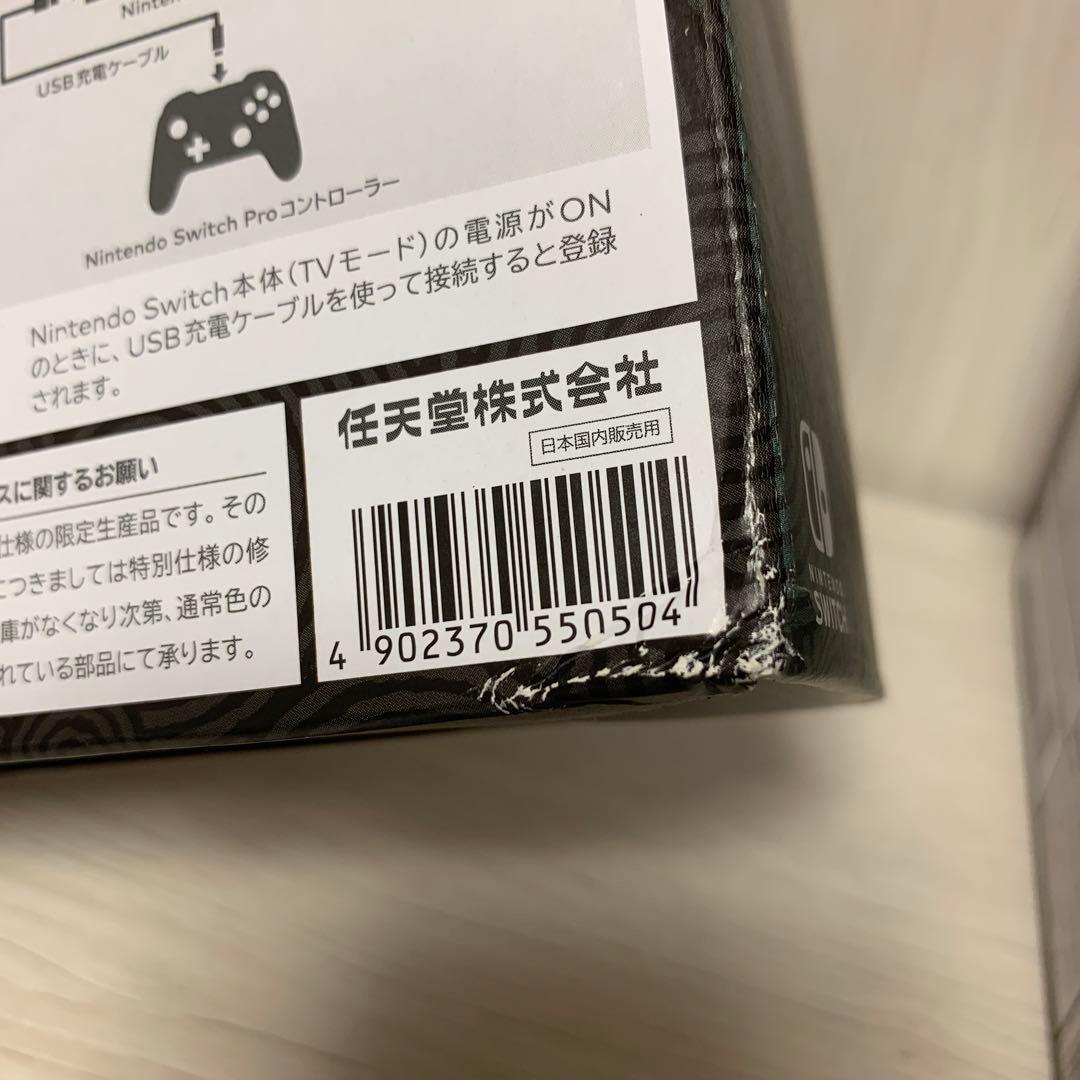 USB充電ケーブル
Nintendo Switch Proコントローラー
Nintendo Switch本体(TVモード)の電源がON
のときに、USB充電ケーブルを使って接続すると登録
されます。
スに関するお願い
仕様の限定生産品です。その
につきましては特別仕様の修
庫がなくなり次第、通常色の
れている部品にて承ります。
任天堂株式会社
日本国内販売用
4 902370 550504
NINTENDO
SWITCH